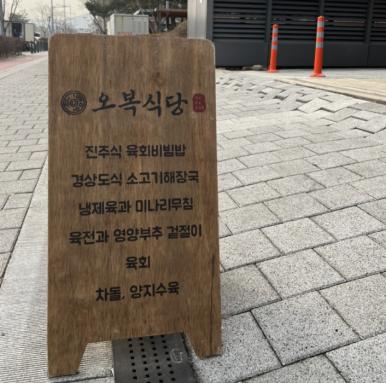 오복식당
진주식 육회비빔밥
경상도식 소고기해장국
냉제육과 미나리무침
육전과 영양부추 겉절이
육회
차돌, 양지수육